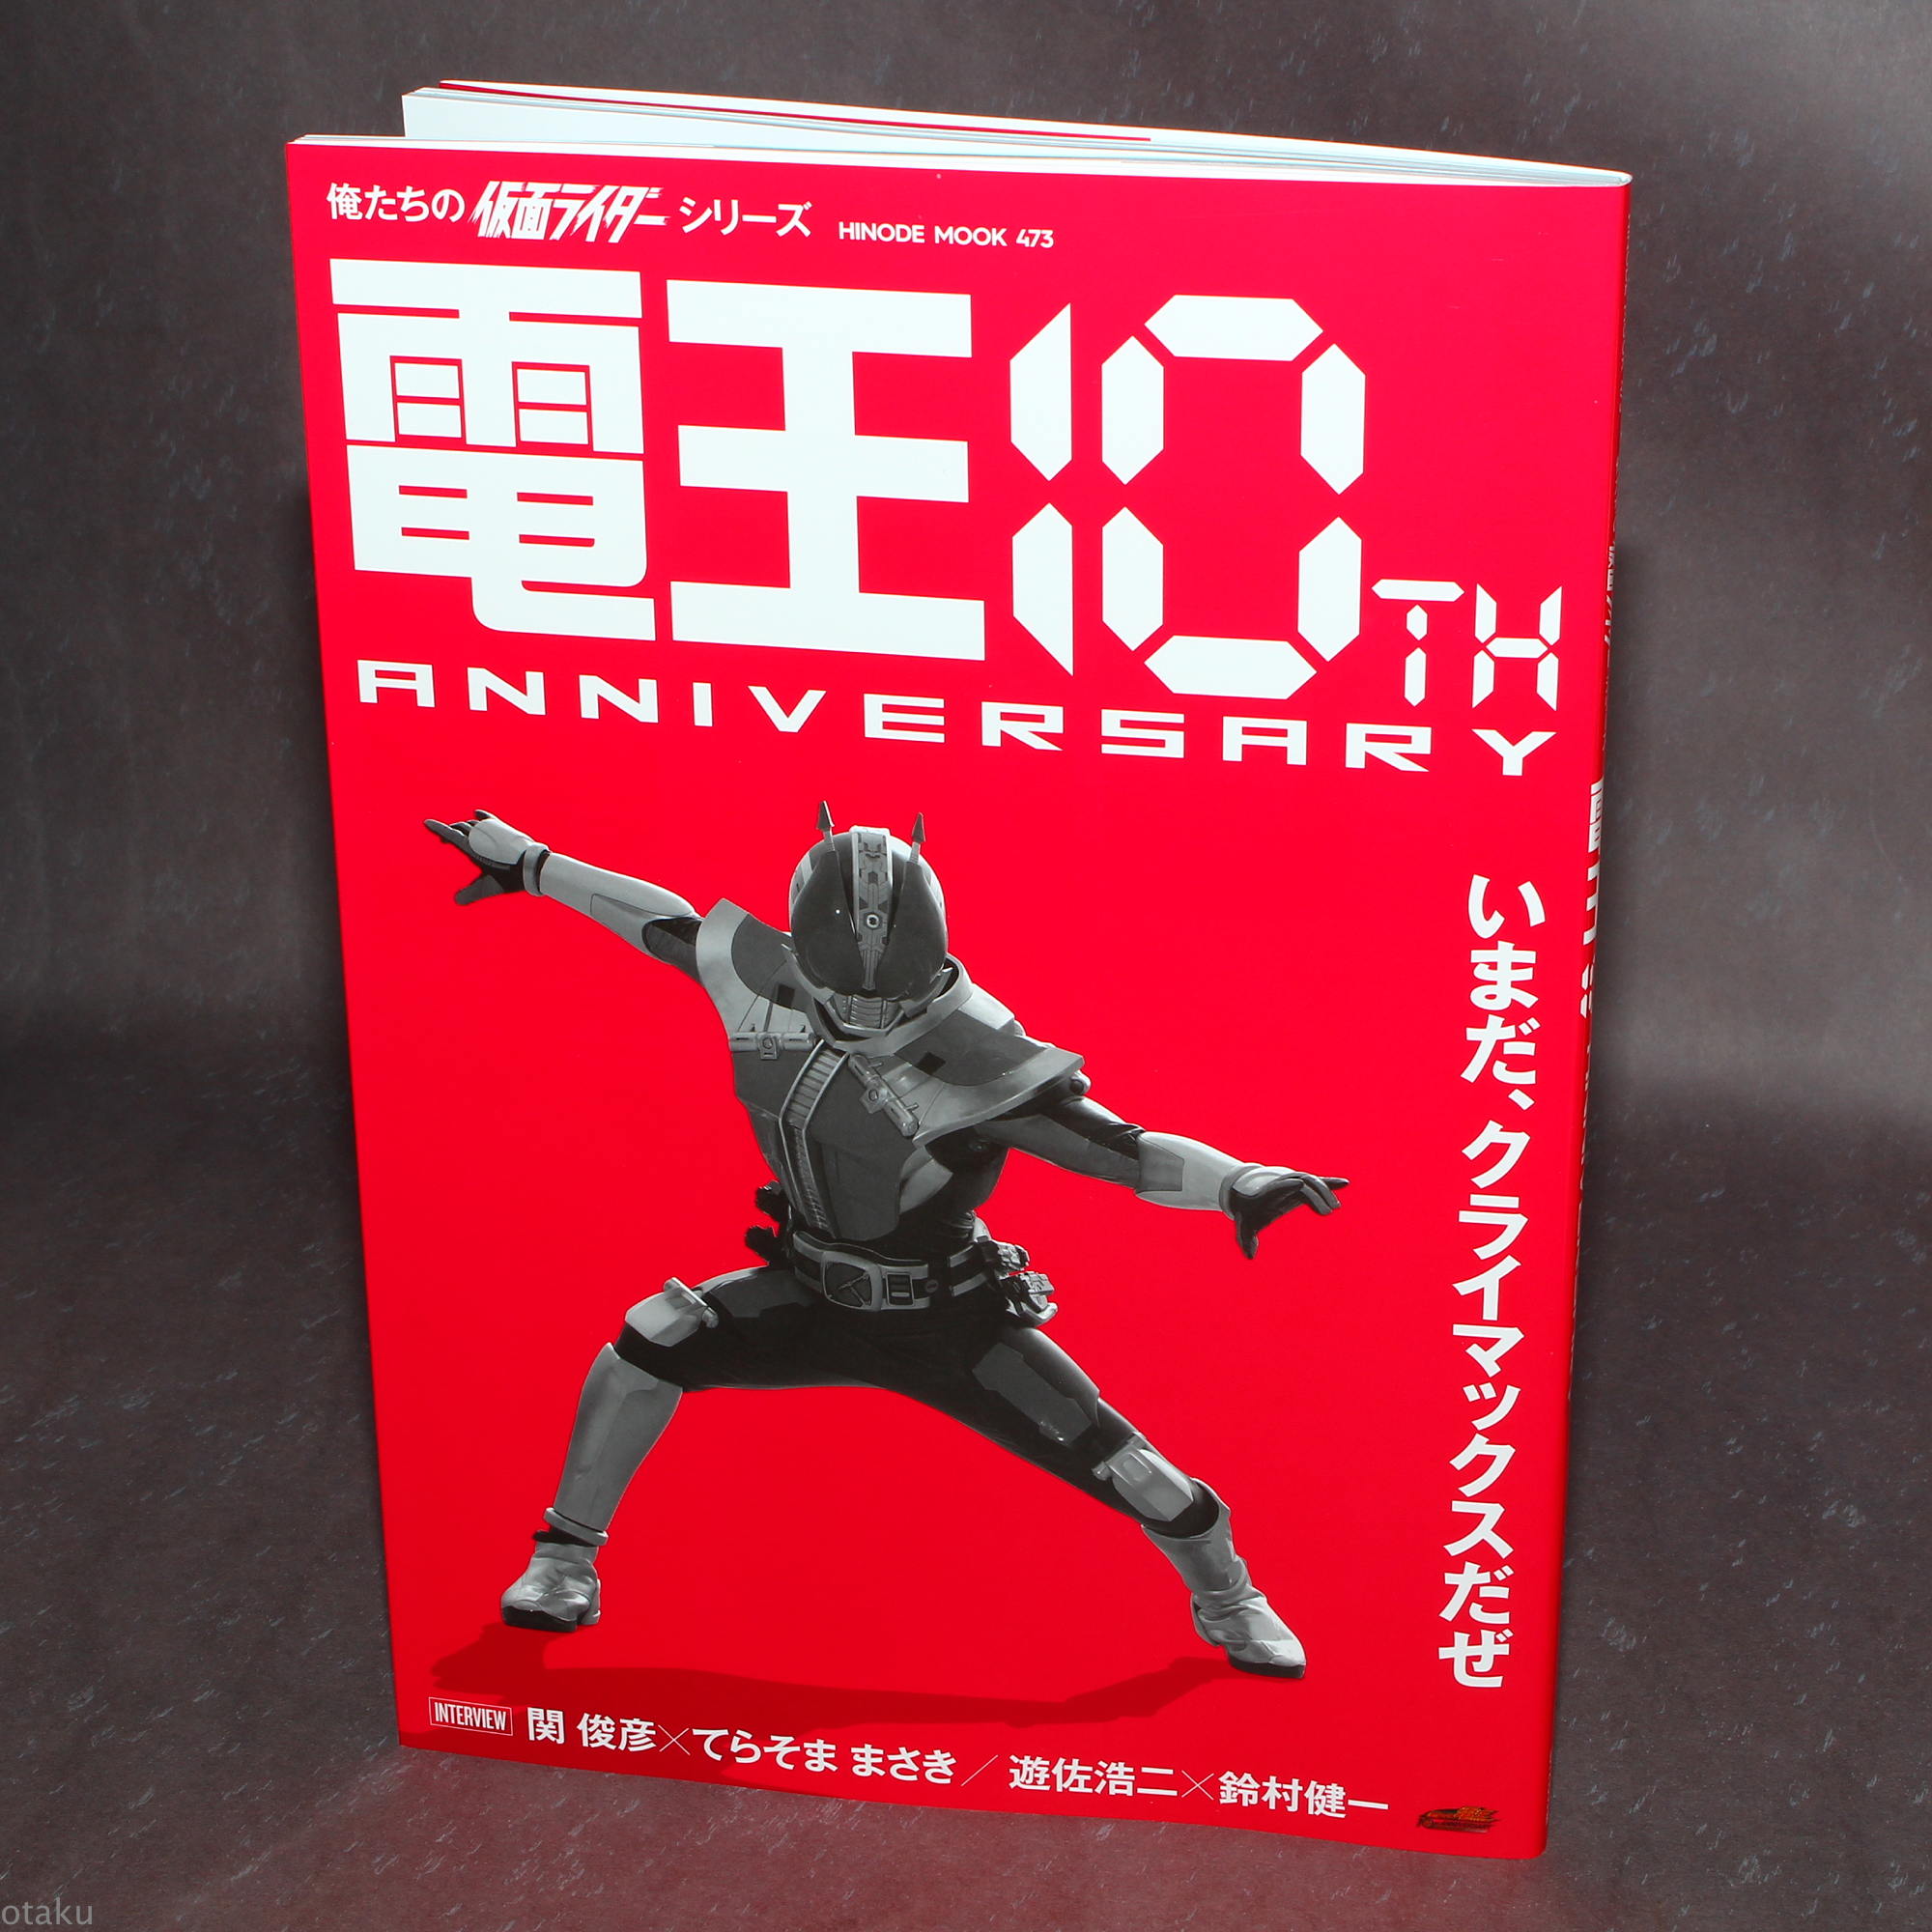 俺たちの 仮面ライダー シリーズ HINODE MOOK 473
電王10TH
ANNIVERSARY
いまだ、クライマックスだぜ
INTERVIEW 関 俊彦×てらそま まさき／遊佐浩二×鈴村健一
otaku